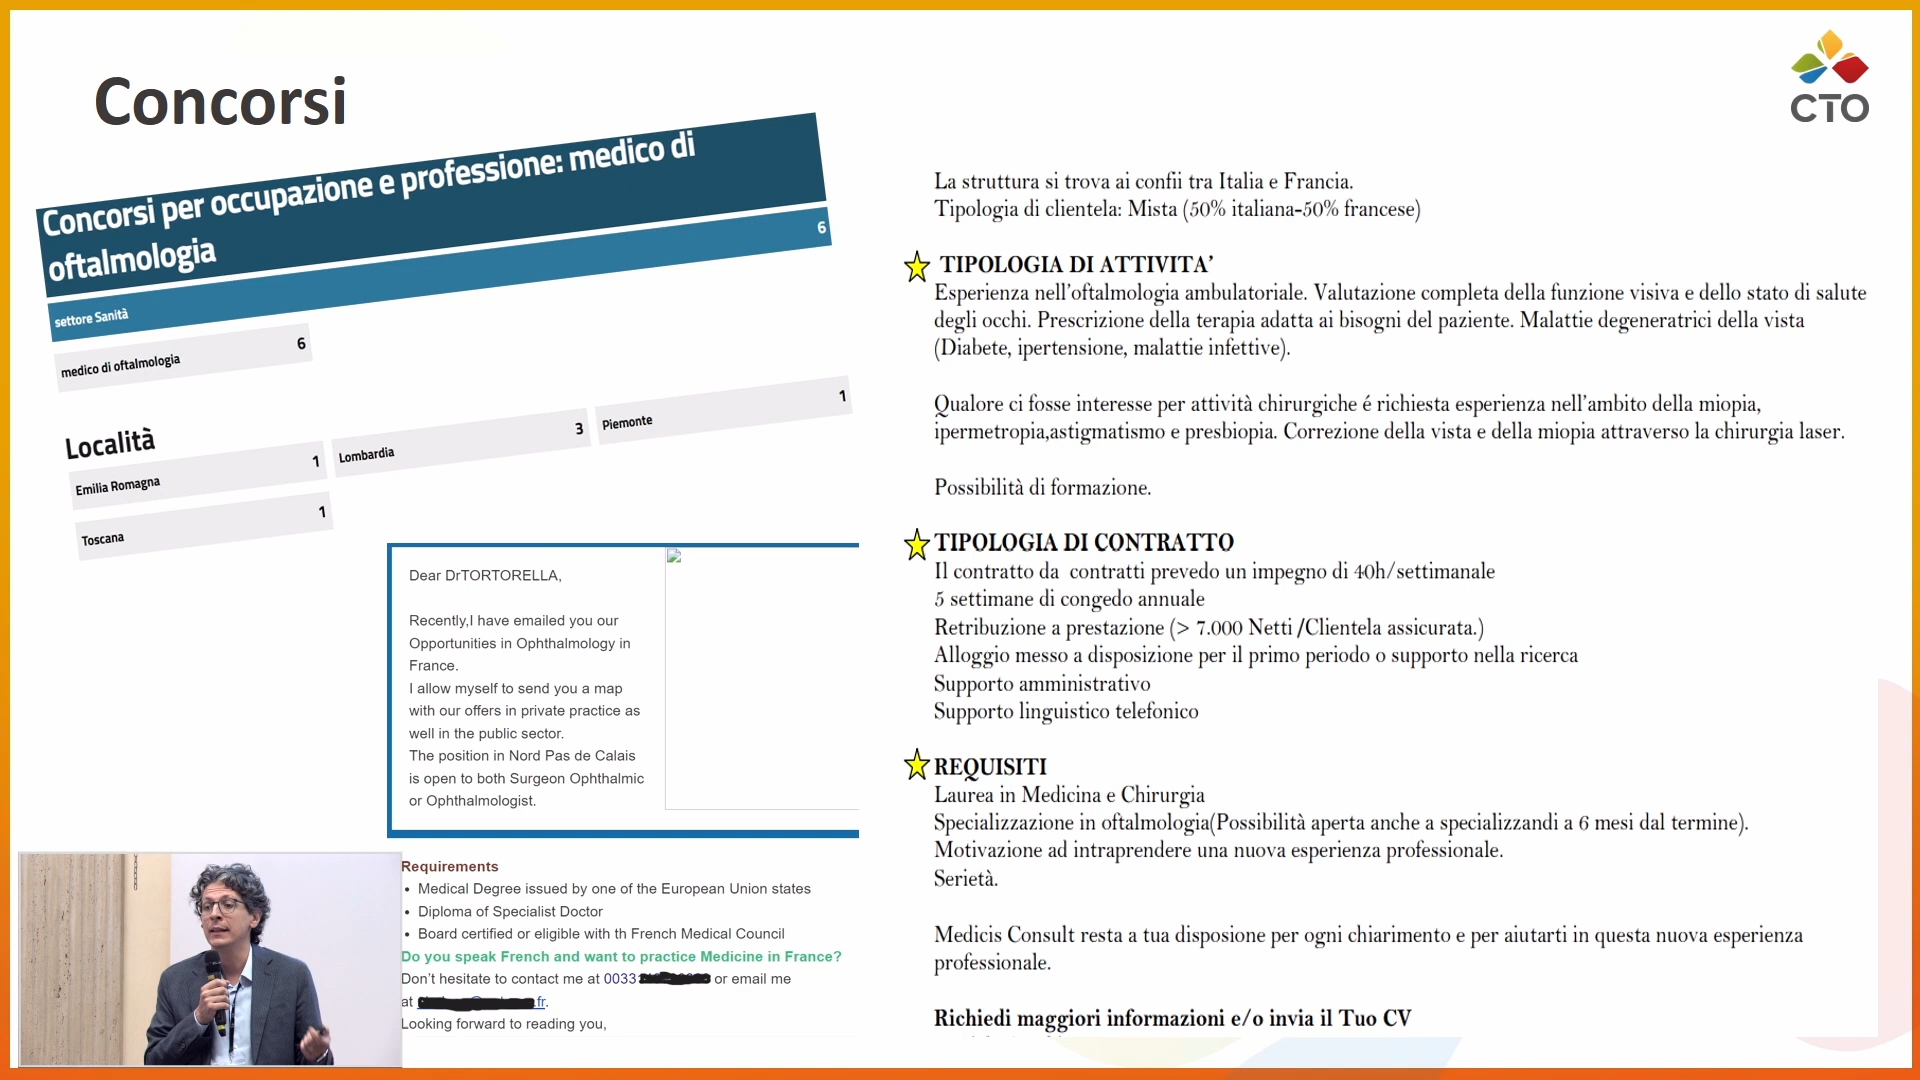 Concorsi
CTO
Concorsi per occupazione e professione: medico di
oftalmologia
settore Sanità 6
medico di oftalmologia 6
Località
Emilia Romagna 1
Lombardia 3
Piemonte 1
Toscana 1
Dear DrTORTORELLA,
Recently,I have emailed you our
Opportunities in Ophthalmology in
France.
I allow myself to send you a map
with our offers in private practice as
well in the public sector.
The position in Nord Pas de Calais
is open to both Surgeon Ophthalmic
or Ophthalmologist.
Requirements
• Medical Degree issued by one of the European Union states
• Diploma of Specialist Doctor
• Board certified or eligible with th French Medical Council
Do you speak French and want to practice Medicine in France?
Don't hesitate to contact me at 0033 or email me
at fr.
Looking forward to reading you,
La struttura si trova ai confii tra Italia e Francia.
Tipologia di clientela: Mista (50% italiana-50% francese)
TIPOLOGIA DI ATTIVITA'
Esperienza nell'oftalmologia ambulatoriale. Valutazione completa della funzione visiva e dello stato di salute
degli occhi. Prescrizione della terapia adatta ai bisogni del paziente. Malattie degeneratrici della vista
(Diabete, ipertensione, malattie infettive).
Qualore ci fosse interesse per attività chirurgiche é richiesta esperienza nell'ambito della miopia,
ipermetropia,astigmatismo e presbiopia. Correzione della vista e della miopia attraverso la chirurgia laser.
Possibilità di formazione.
TIPOLOGIA DI CONTRATTO
Il contratto da contratti prevedo un impegno di 40h/settimanale
5 settimane di congedo annuale
Retribuzione a prestazione (> 7.000 Netti /Clientela assicurata.)
Alloggio messo a disposizione per il primo periodo o supporto nella ricerca
Supporto amministrativo
Supporto linguistico telefonico
REQUISITI
Laurea in Medicina e Chirurgia
Specializzazione in oftalmologia(Possibilità aperta anche a specializzandi a 6 mesi dal termine).
Motivazione ad intraprendere una nuova esperienza professionale.
Serietà.
Medicis Consult resta a tua disposione per ogni chiarimento e per aiutarti in questa nuova esperienza
professionale.
Richiedi maggiori informazioni e/o invia il Tuo CV